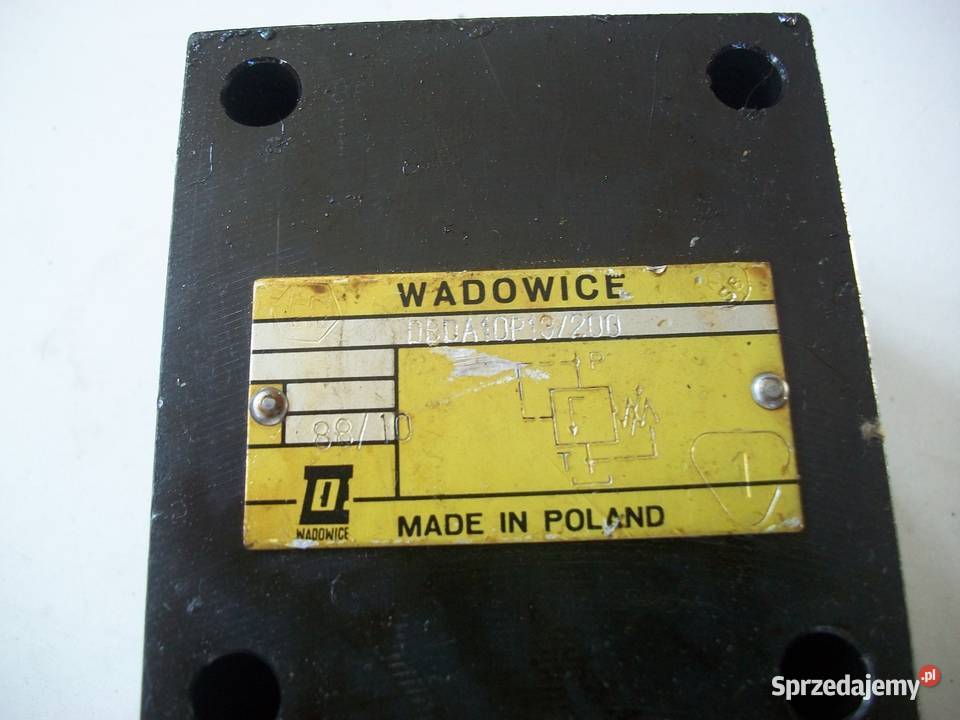 WADOWICE
DBDA10P10/200
P
88/10
T
1
WADOWICE
MADE IN POLAND
Sprzedajemy.pl